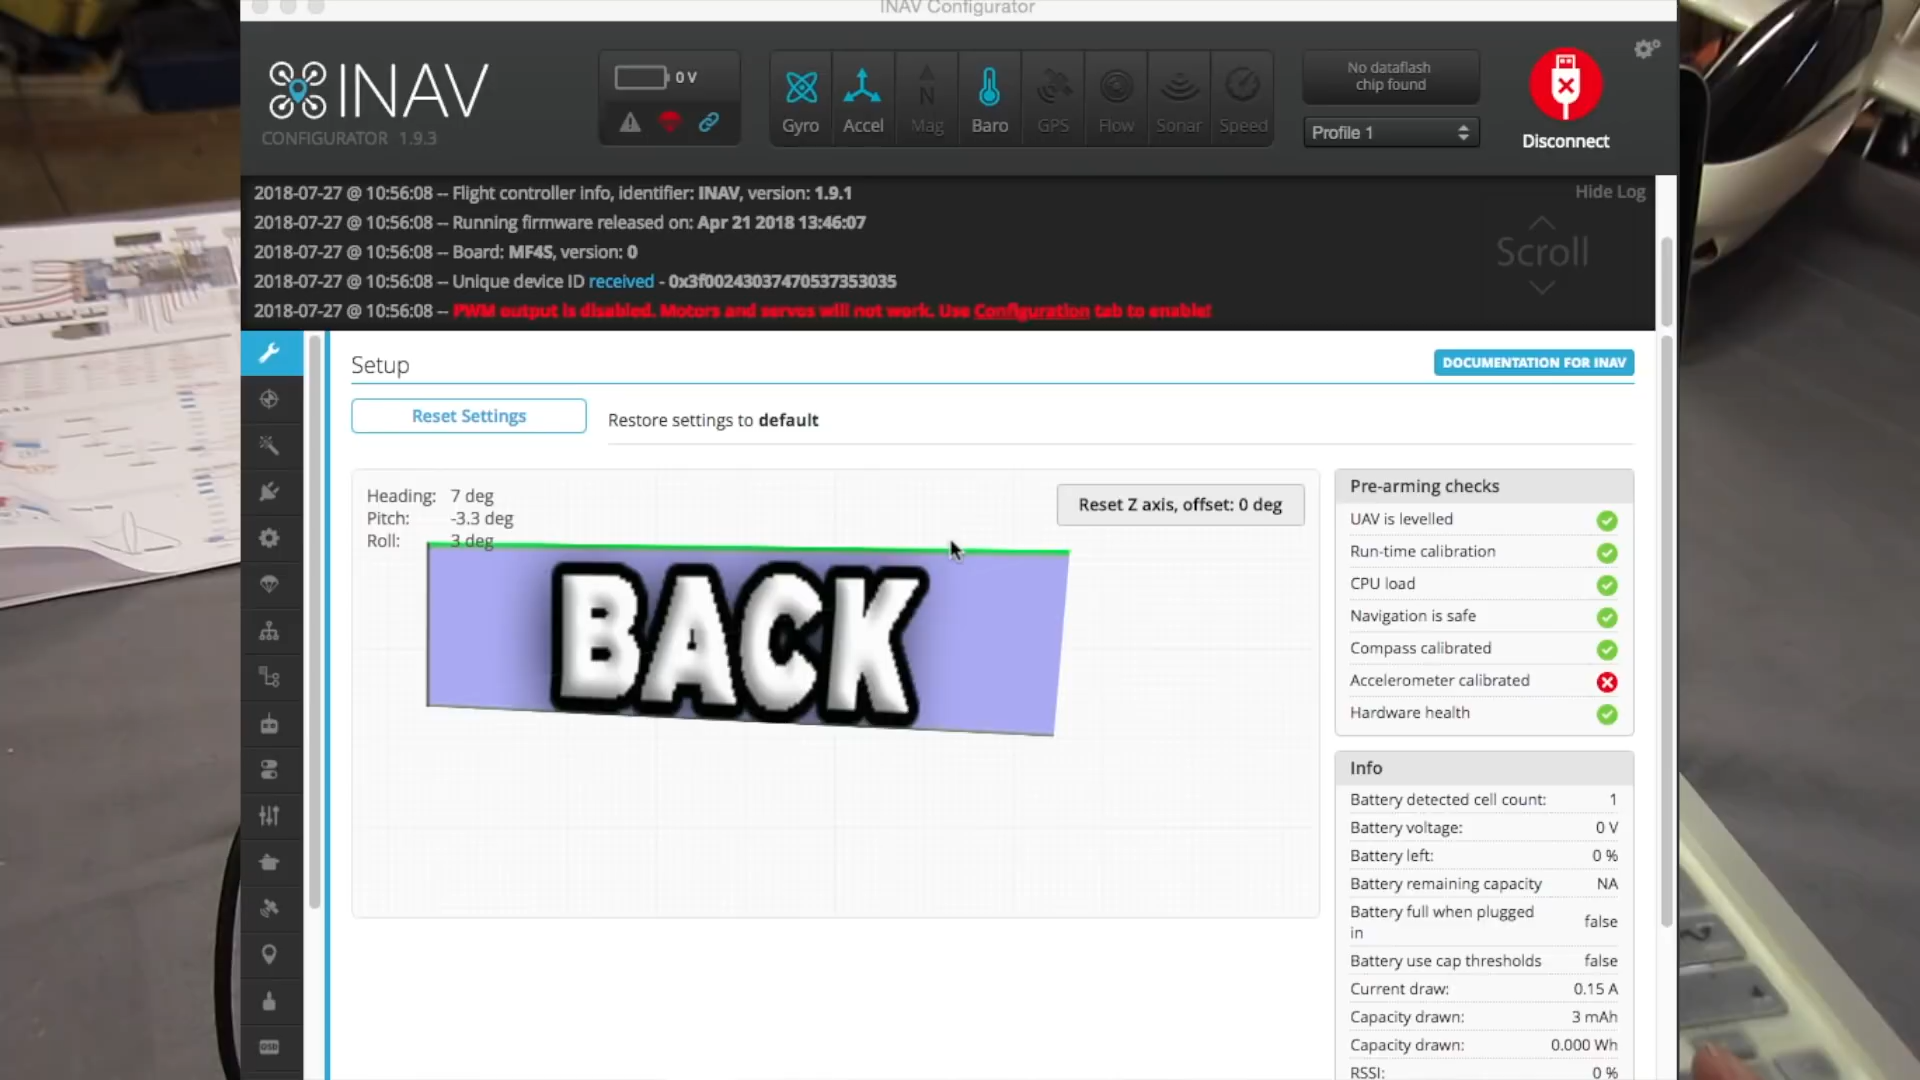 INAV Configurator
INAV
CONFIGURATOR 1.9.3
0 V
Gyro
Accel
Mag
Baro
GPS
Flow
Sonar
Speed
No dataflash
chip found
Profile 1
Disconnect
2018-07-27 @ 10:56:08 -- Flight controller info, identifier: INAV, version: 1.9.1
2018-07-27 @ 10:56:08 -- Running firmware released on: Apr 21 2018 13:46:07
2018-07-27 @ 10:56:08 -- Board: MF4S, version: 0
2018-07-27 @ 10:56:08 -- Unique device ID received - 0x3f002430374705373530​35
2018-07-27 @ 10:56:08 -- PWM output is disabled. Motors and servos will not work. Use Configuration tab to enable!
Hide Log
Scroll
Setup
DOCUMENTATION FOR INAV
Reset Settings
Restore settings to default
Heading: 7 deg
Pitch: -3.3 deg
Roll: 3 deg
Reset Z axis, offset: 0 deg
BACK
Pre-arming checks
UAV is levelled
Run-time calibration
CPU load
Navigation is safe
Compass calibrated
Accelerometer calibrated
Hardware health
Info
Battery detected cell count: 1
Battery voltage: 0 V
Battery left: 0 %
Battery remaining capacity NA
Battery full when plugged
in false
Battery use cap thresholds false
Current draw: 0.15 A
Capacity drawn: 3 mAh
Capacity drawn: 0.000 Wh
RSSI: 0 %
OSD